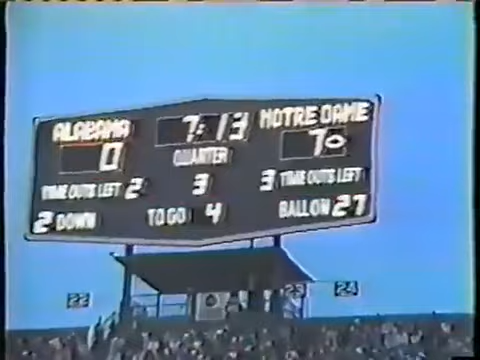 ALABAMA 7:13 NOTRE DAME
0 QUARTER 7
TIME OUTS LEFT 2 3 3 TIME OUTS LEFT
2 DOWN TO GO 4 BALL ON 27
22 23 24